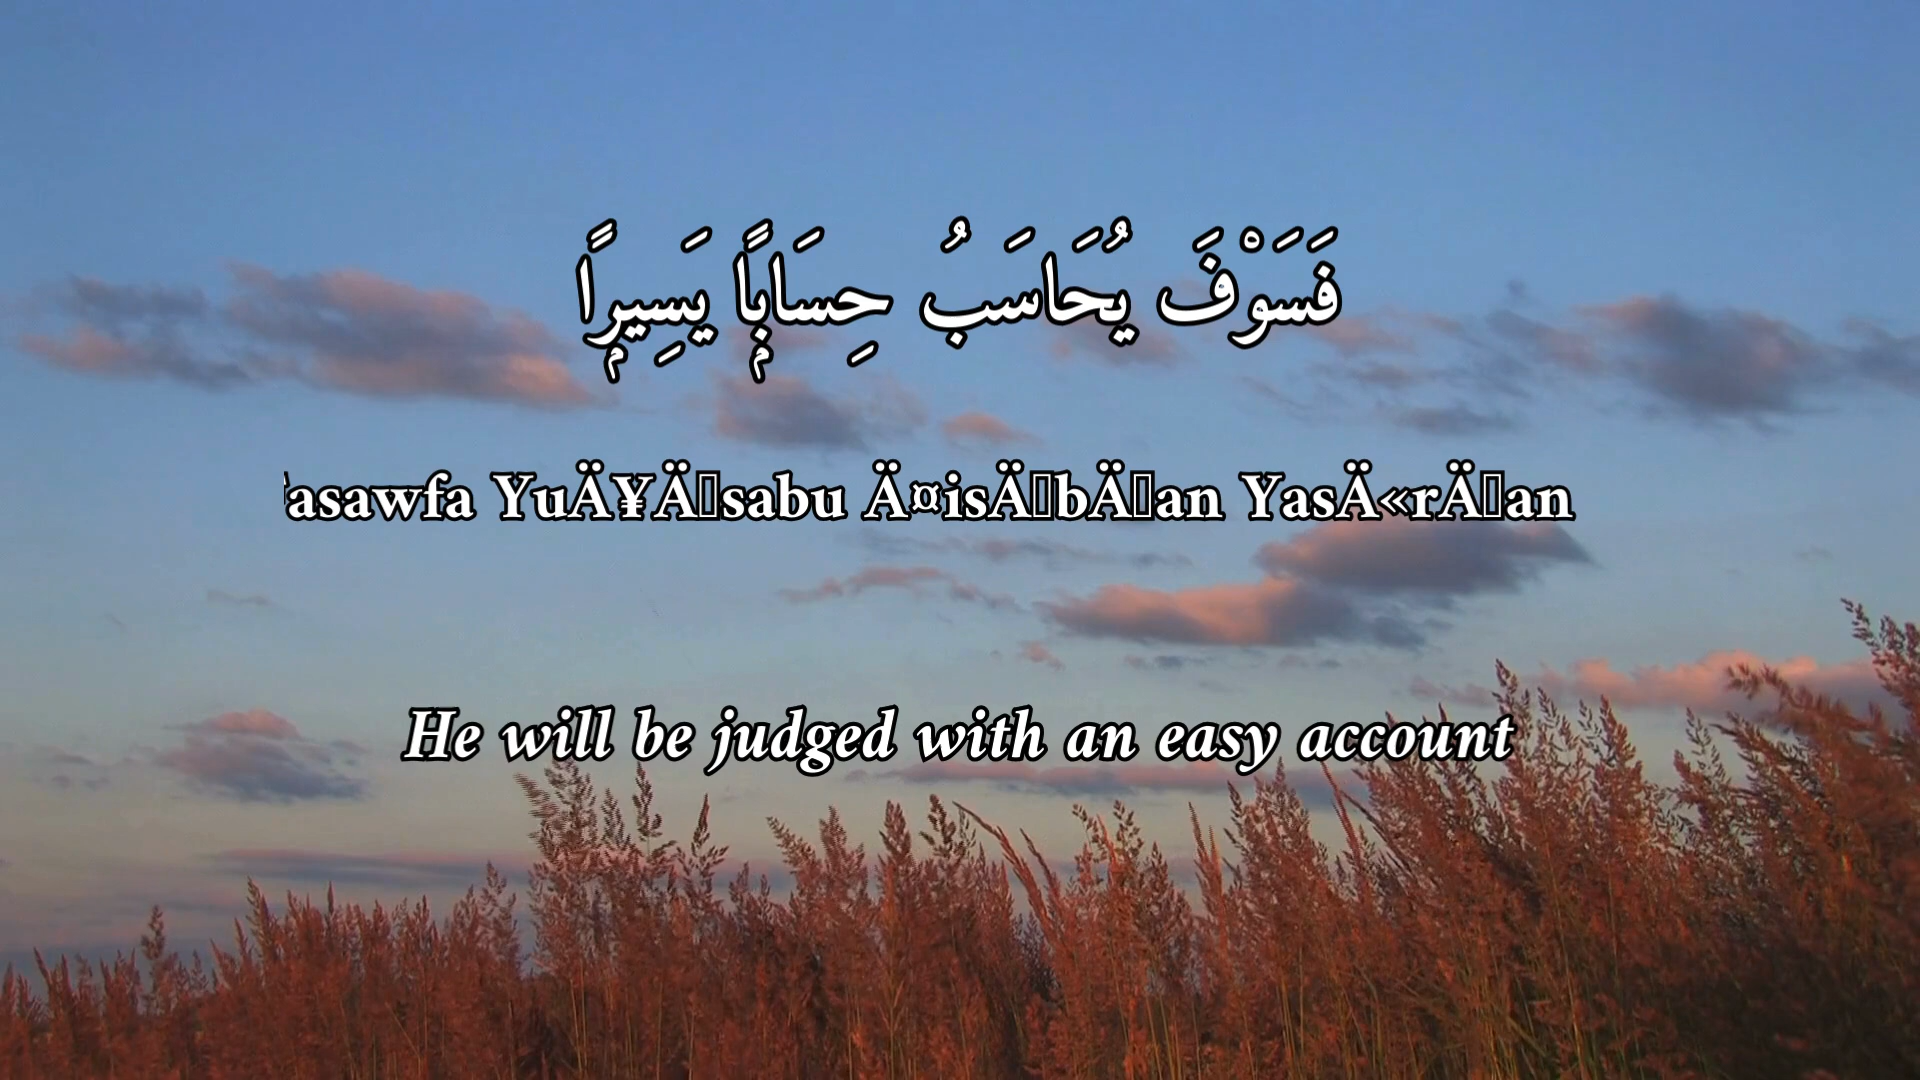 فَسَوْفَ يُحَاسَبُ حِسَابٗا يَسِيرٗا
asawfa YuÄ¥Ä�sabu Ä¤isÄ�bÄ�an YasÄ«rÄ�an
He will be judged with an easy account